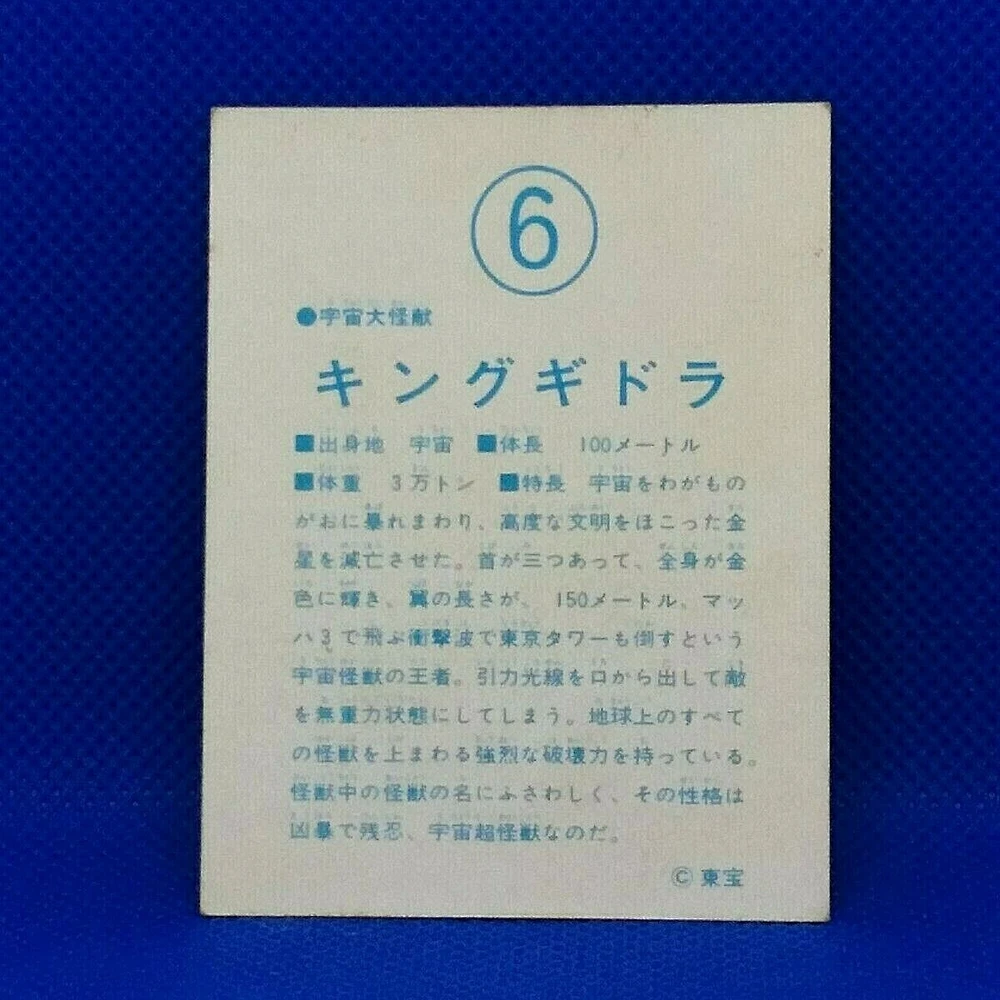 6
●宇宙大怪獣
キングギドラ
■出身地 宇宙 ■体長 100メートル
■体重 3万トン ■特長 宇宙をわがもの
がおに暴れまわり、高度な文明をほこった金
星を滅亡させた。首が三つあって、全身が金
色に輝き、翼の長さが、150メートル、マッ
ハ3で飛ぶ衝撃波で東京タワーも倒すという
宇宙怪獣の王者。引力光線を口から出して敵
を無重力状態にしてしまう。地球上のすべて
の怪獣を上まわる強烈な破壊力を持っている。
怪獣中の怪獣の名にふさわしく、その性格は
凶暴で残忍、宇宙超怪獣なのだ。
© 東宝